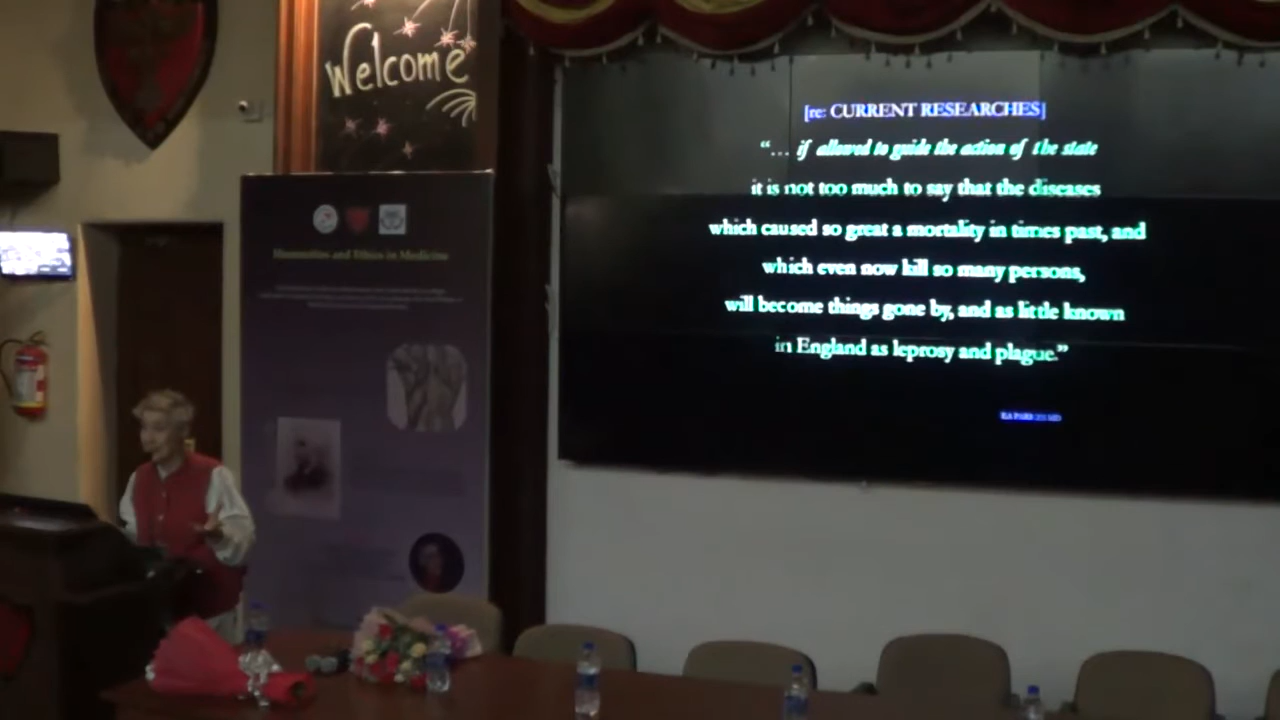 Welcome
Humanities and Ethics in Medicine
[re: CURRENT RESEARCHES]
“… if allowed to guide the action of the state
it is not too much to say that the diseases
which caused so great a mortality in times past, and
which even now kill so many persons,
will become things gone by, and as little known
in England as leprosy and plague.”